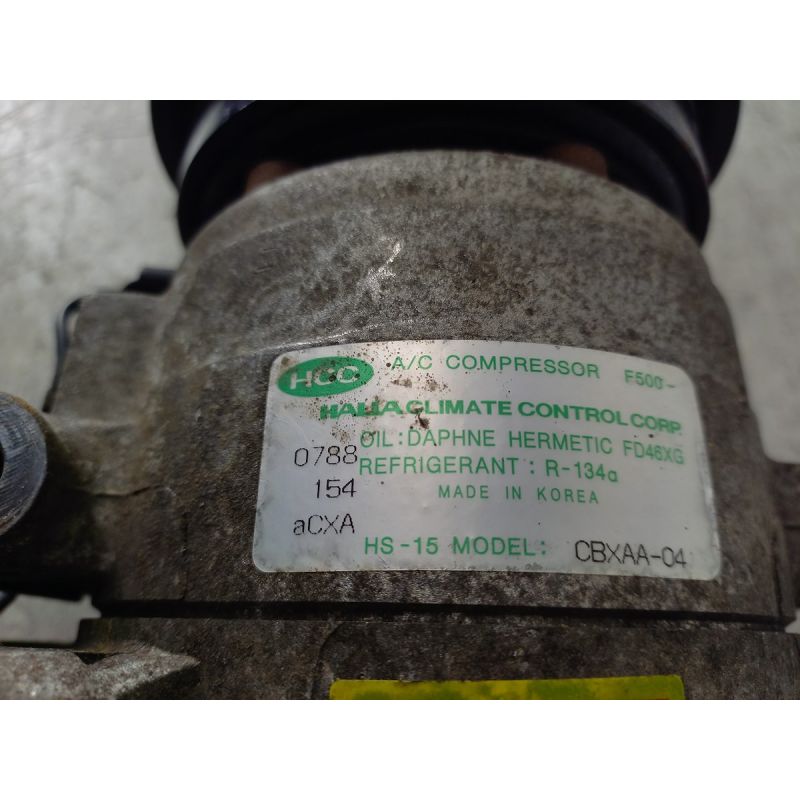 HCC A/C COMPRESSOR F500-
HALLA CLIMATE CONTROL CORP.
OIL : DAPHNE HERMETIC FD46XG
0788
REFRIGERANT : R-134a
154
MADE IN KOREA
aCXA
HS-15 MODEL: CBXAA-04